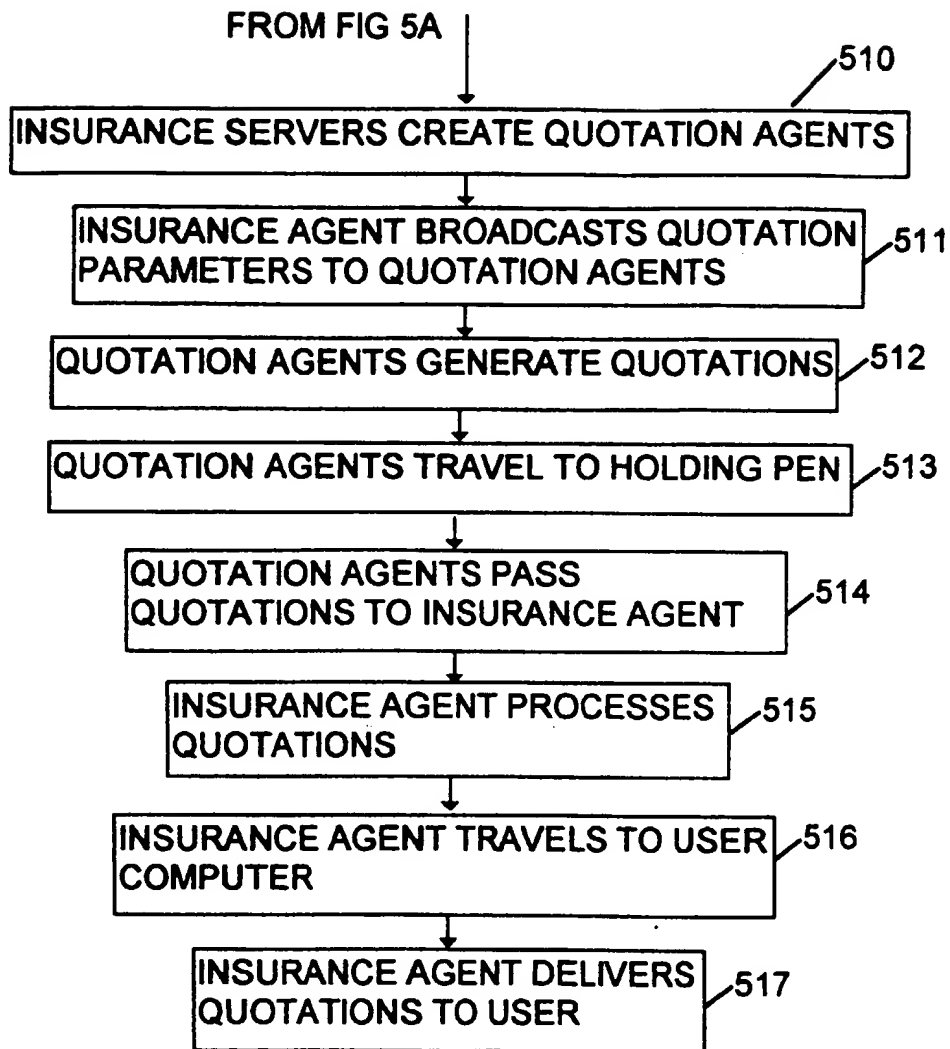 FROM FIG 5A
510
INSURANCE SERVERS CREATE QUOTATION AGENTS
INSURANCE AGENT BROADCASTS QUOTATION
PARAMETERS TO QUOTATION AGENTS
511
QUOTATION AGENTS GENERATE QUOTATIONS
512
QUOTATION AGENTS TRAVEL TO HOLDING PEN
513
QUOTATION AGENTS PASS
QUOTATIONS TO INSURANCE AGENT
514
INSURANCE AGENT PROCESSES
QUOTATIONS
515
INSURANCE AGENT TRAVELS TO USER
COMPUTER
516
INSURANCE AGENT DELIVERS
QUOTATIONS TO USER
517